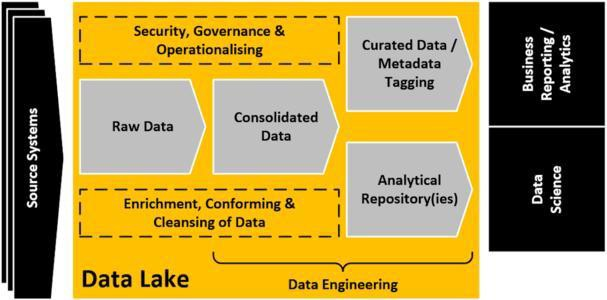 Source Systems
Security, Governance &
Operationalising
Raw Data
Consolidated
Data
Enrichment, Conforming &
Cleansing of Data
Curated Data /
Metadata
Tagging
Analytical
Repository(ies)
Data Lake
Data Engineering
Business
Reporting /
Analytics
Data
Science